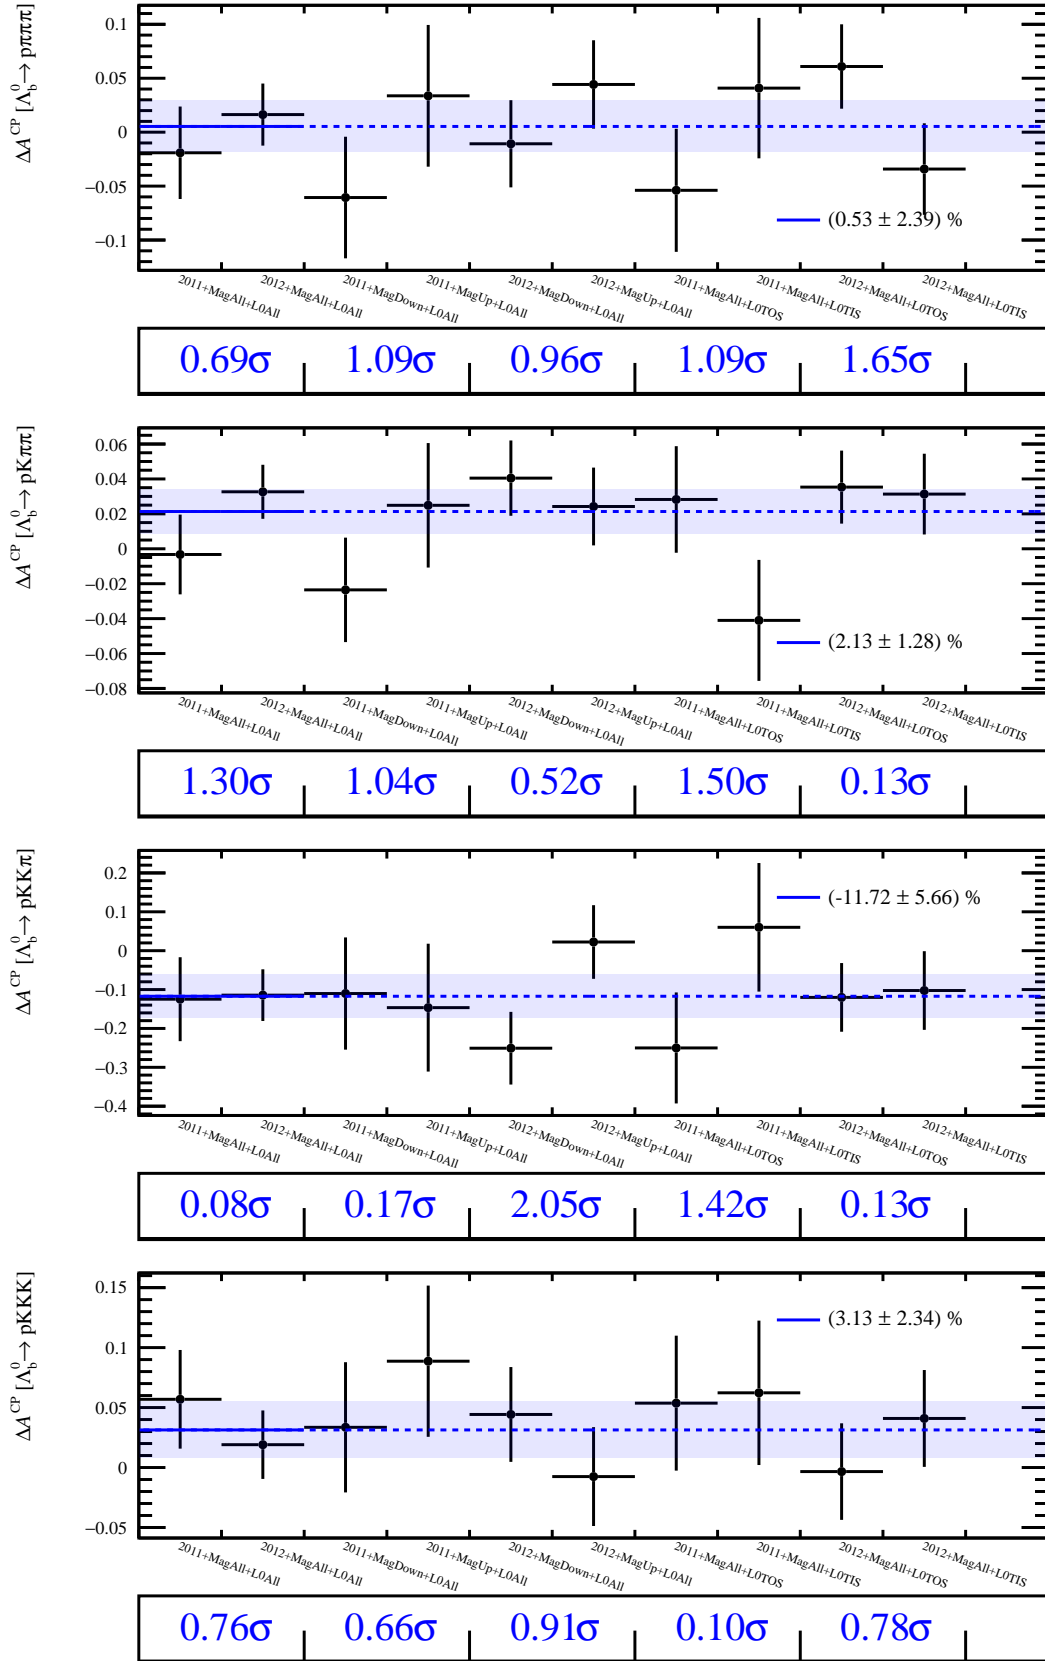 ΔA^CP [Λ_b^0→ pπππ]
0.1
0.05
0
−0.05
−0.1
(0.53 ± 2.39) %
2011+MagAll+L0All
2012+MagAll+L0All
2011+MagDown+L0All
2011+MagUp+L0All
2012+MagDown+L0All
2012+MagUp+L0All
2011+MagAll+L0TOS
2011+MagAll+L0TIS
2012+MagAll+L0TOS
2012+MagAll+L0TIS
0.69σ 1.09σ 0.96σ 1.09σ 1.65σ
ΔA^CP [Λ_b^0→ pKππ]
0.06
0.04
0.02
0
−0.02
−0.04
−0.06
−0.08
(2.13 ± 1.28) %
2011+MagAll+L0All
2012+MagAll+L0All
2011+MagDown+L0All
2011+MagUp+L0All
2012+MagDown+L0All
2012+MagUp+L0All
2011+MagAll+L0TOS
2011+MagAll+L0TIS
2012+MagAll+L0TOS
2012+MagAll+L0TIS
1.30σ 1.04σ 0.52σ 1.50σ 0.13σ
ΔA^CP [Λ_b^0→ pKKπ]
0.2
0.1
0
−0.1
−0.2
−0.3
−0.4
(-11.72 ± 5.66) %
2011+MagAll+L0All
2012+MagAll+L0All
2011+MagDown+L0All
2011+MagUp+L0All
2012+MagDown+L0All
2012+MagUp+L0All
2011+MagAll+L0TOS
2011+MagAll+L0TIS
2012+MagAll+L0TOS
2012+MagAll+L0TIS
0.08σ 0.17σ 2.05σ 1.42σ 0.13σ
ΔA^CP [Λ_b^0→ pKKK]
0.15
0.1
0.05
0
−0.05
(3.13 ± 2.34) %
2011+MagAll+L0All
2012+MagAll+L0All
2011+MagDown+L0All
2011+MagUp+L0All
2012+MagDown+L0All
2012+MagUp+L0All
2011+MagAll+L0TOS
2011+MagAll+L0TIS
2012+MagAll+L0TOS
2012+MagAll+L0TIS
0.76σ 0.66σ 0.91σ 0.10σ 0.78σ